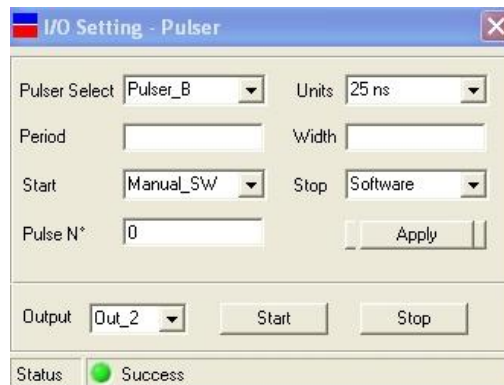 I/O Setting - Pulser
Pulser Select Pulser_B Units 25 ns
Period Width
Start Manual_SW Stop Software
Pulse N° 0 Apply
Output Out_2 Start Stop
Status Success